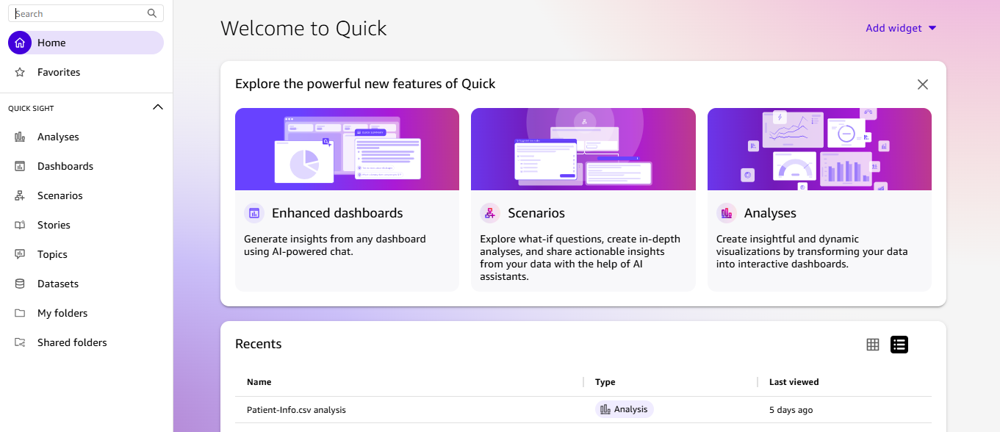 Search
Home
Favorites
QUICK SIGHT
Analyses
Dashboards
Scenarios
Stories
Topics
Datasets
My folders
Shared folders
Welcome to Quick
Add widget
Explore the powerful new features of Quick
Enhanced dashboards
Generate insights from any dashboard
using AI-powered chat.
Scenarios
Explore what-if questions, create in-depth
analyses, and share actionable insights
from your data with the help of AI
assistants.
Analyses
Create insightful and dynamic
visualizations by transforming your data
into interactive dashboards.
Recents
Name Type Last viewed
Patient-Info.csv analysis Analysis 5 days ago